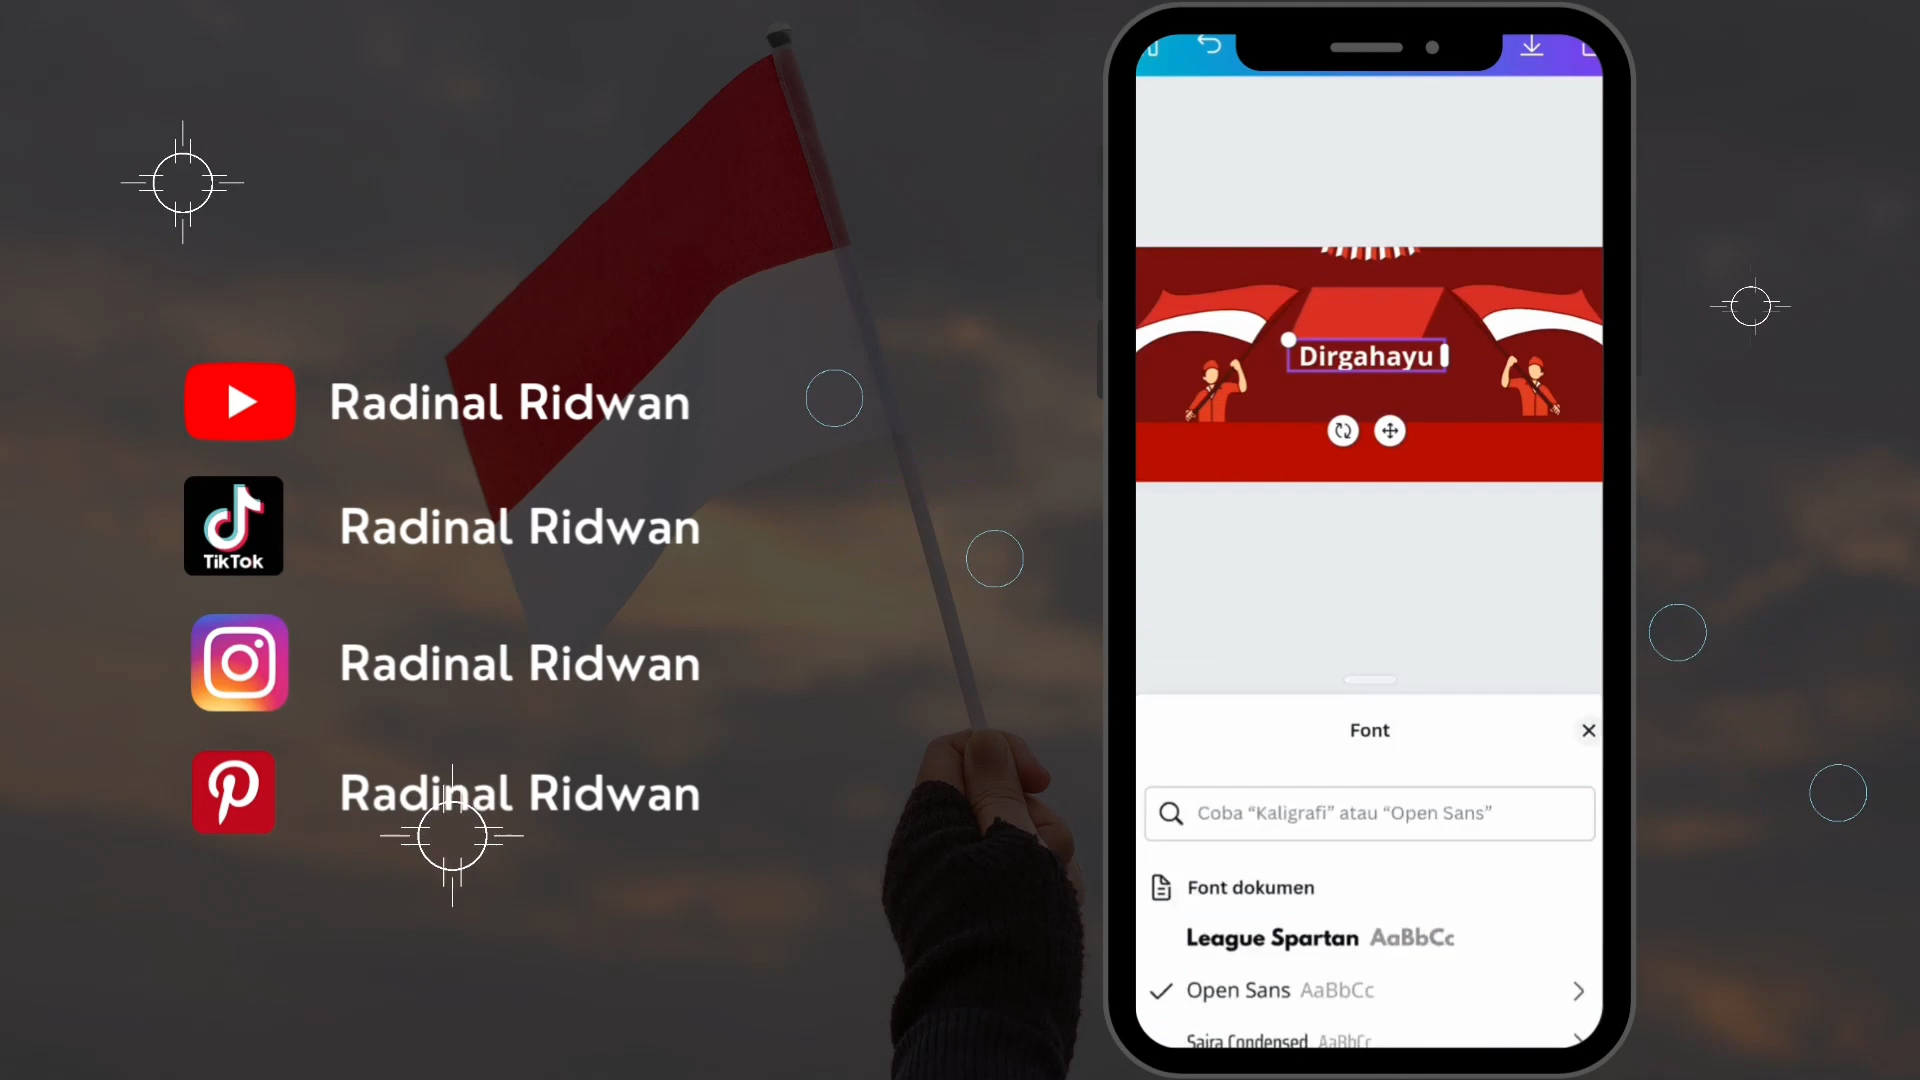 Radinal Ridwan
TikTok
Radinal Ridwan
Radinal Ridwan
Radinal Ridwan
Dirgahayu
Font
Coba “Kaligrafi” atau “Open Sans”
Font dokumen
League Spartan AaBbCc
Open Sans AaBbCc
Saira Condensed AaBbCc